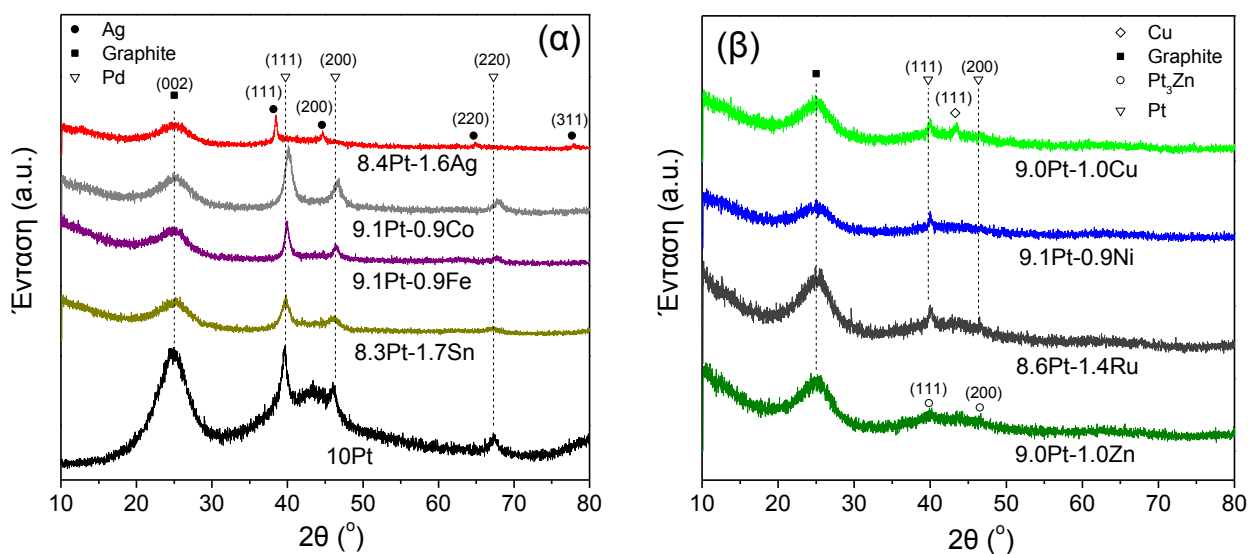 Ag
Graphite
Pd
(α)
(111)
(200)
(220)
(002)
(111)
(200)
(220)
(311)
8.4Pt-1.6Ag
9.1Pt-0.9Co
9.1Pt-0.9Fe
8.3Pt-1.7Sn
10Pt
Ένταση (a.u.)
10 20 30 40 50 60 70 80
2θ (°)
(β)
Cu
Graphite
Pt₃Zn
Pt
(111)
(200)
(111)
9.0Pt-1.0Cu
9.1Pt-0.9Ni
8.6Pt-1.4Ru
(111)
(200)
9.0Pt-1.0Zn
Ένταση (a.u.)
10 20 30 40 50 60 70 80
2θ (°)